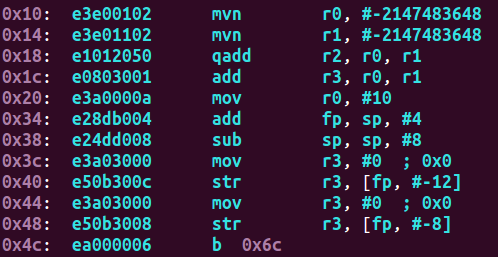 0x10: e3e00102 mvn r0, #-2147483648
0x14: e3e01102 mvn r1, #-2147483648
0x18: e1012050 qadd r2, r0, r1
0x1c: e0803001 add r3, r0, r1
0x20: e3a0000a mov r0, #10
0x34: e28db004 add fp, sp, #4
0x38: e24dd008 sub sp, sp, #8
0x3c: e3a03000 mov r3, #0 ; 0x0
0x40: e50b300c str r3, [fp, #-12]
0x44: e3a03000 mov r3, #0 ; 0x0
0x48: e50b3008 str r3, [fp, #-8]
0x4c: ea000006 b 0x6c